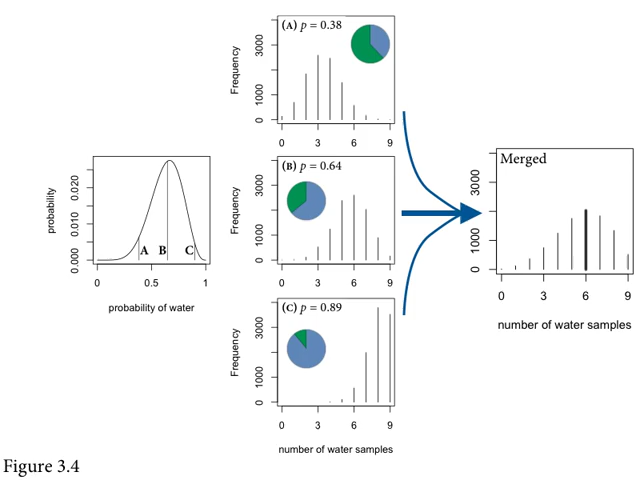 (A) p = 0.38
Frequency
0 1000 3000
0 3 6 9
probability
0.000 0.010 0.020
A B C
0 0.5 1
probability of water
(B) p = 0.64
Frequency
0 1000 3000
0 3 6 9
(C) p = 0.89
Frequency
0 1000 3000
0 3 6 9
number of water samples
Merged
0 1000 3000
0 3 6 9
number of water samples
Figure 3.4